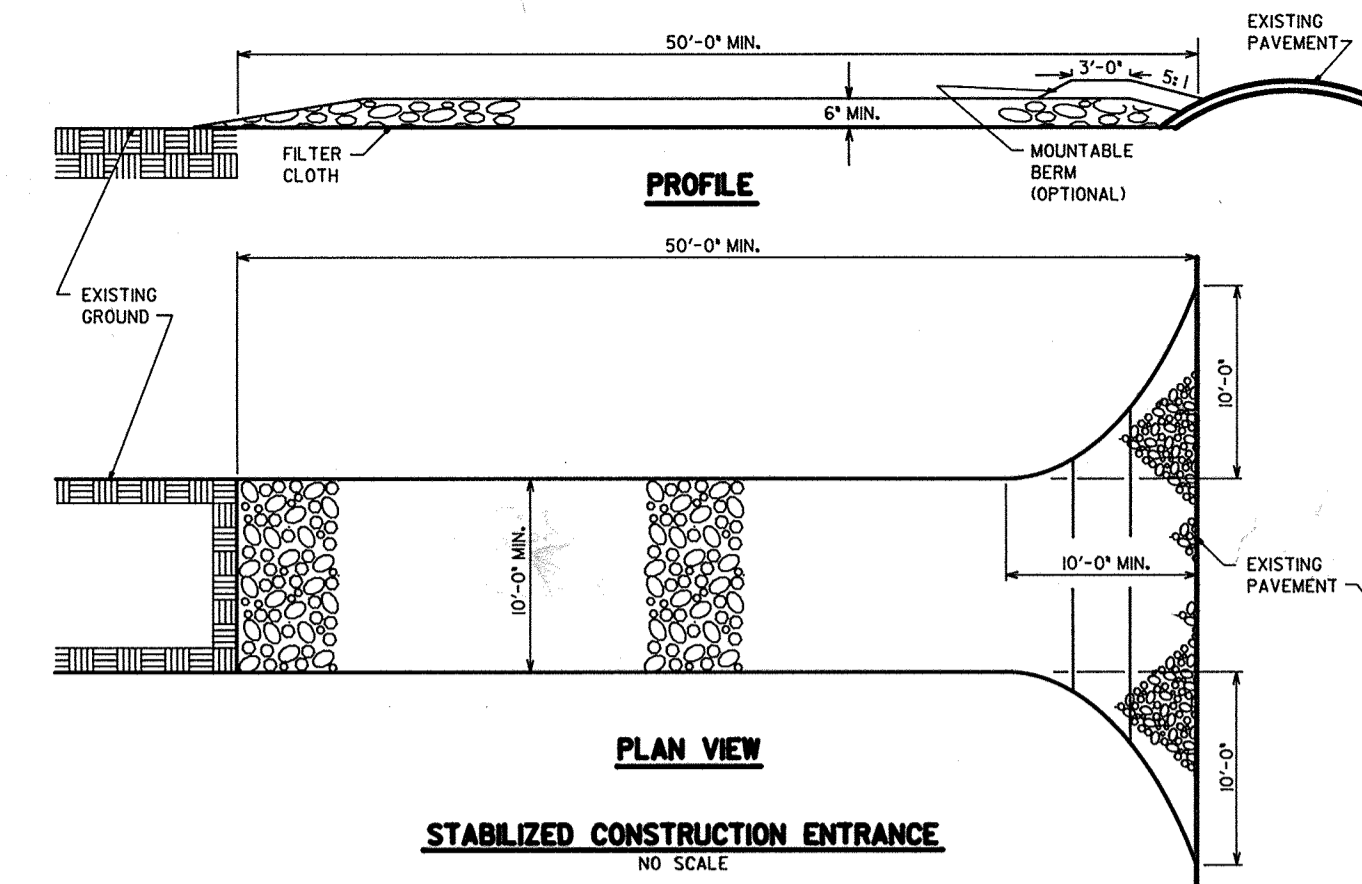 EXISTING
PAVEMENT
50'-0" MIN.
3'-0"
5:1
6" MIN.
FILTER
CLOTH
MOUNTABLE
BERM
(OPTIONAL)
PROFILE
50'-0" MIN.
EXISTING
GROUND
10'-0"
10'-0" MIN.
10'-0" MIN.
EXISTING
PAVEMENT
10'-0"
PLAN VIEW
STABILIZED CONSTRUCTION ENTRANCE
NO SCALE